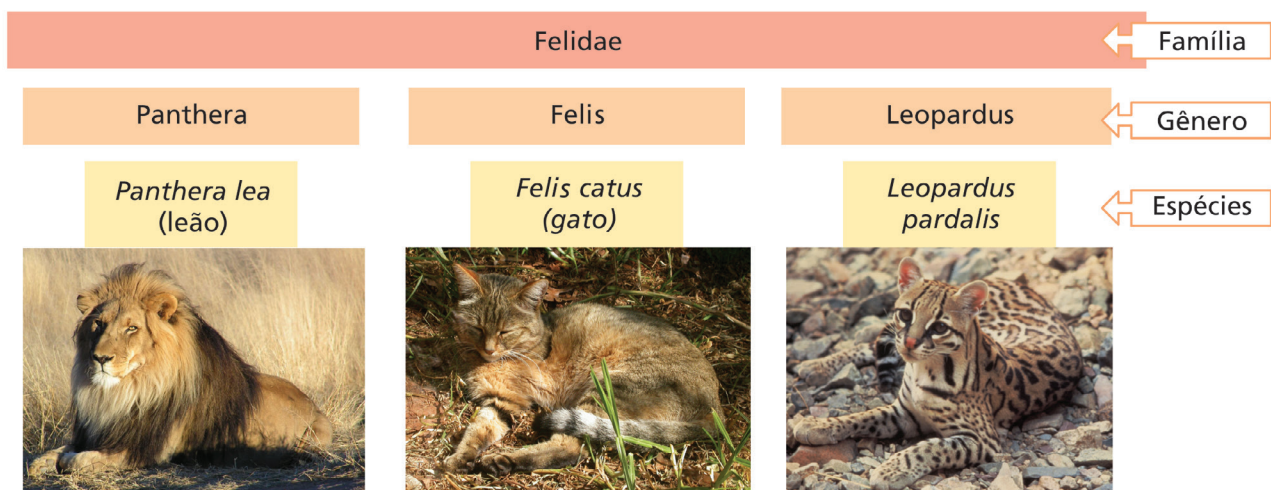 Felidae
Família
Panthera
Felis
Leopardus
Gênero
Panthera lea
(leão)
Felis catus
(gato)
Leopardus
pardalis
Espécies